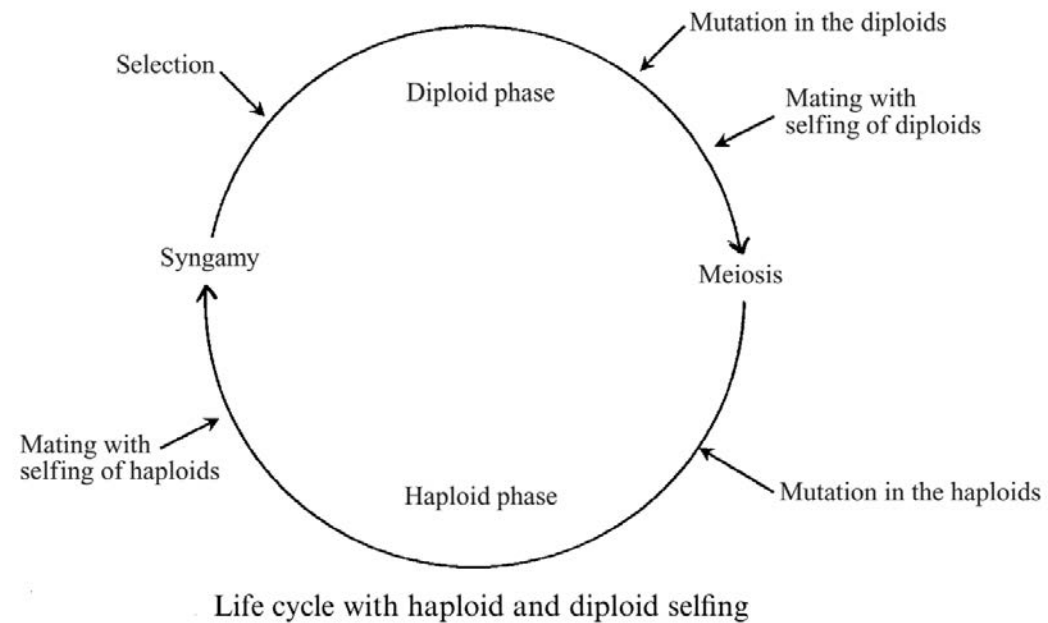 Mutation in the diploids
Selection
Diploid phase
Mating with
selfing of diploids
Syngamy
Meiosis
Mating with
selfing of haploids
Haploid phase
Mutation in the haploids
Life cycle with haploid and diploid selfing